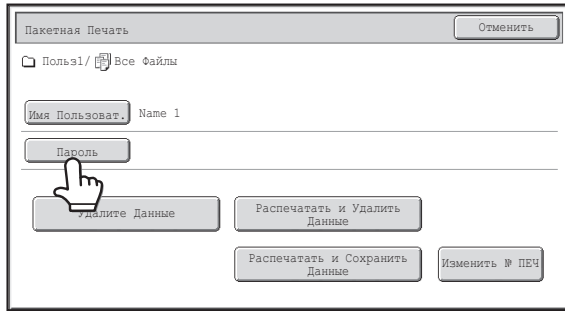 Пакетная Печать
Отменить
Польз1/ Все Файлы
Имя Пользоват. Name 1
Пароль
Удалите Данные
Распечатать и Удалить
Данные
Распечатать и Сохранить
Данные
Изменить № ПЕЧ